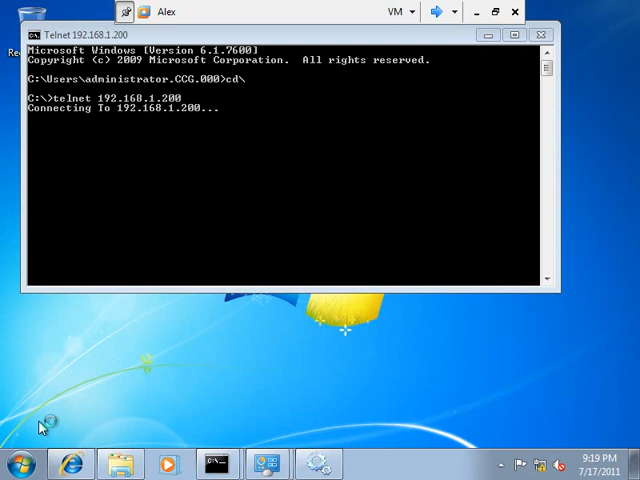 Alex
VM
Telnet 192.168.1.200
Microsoft Windows [Version 6.1.7600]
Copyright (c) 2009 Microsoft Corporation.  All rights reserved.
C:\Users\administrator.CCG.000>cd\
C:\>telnet 192.168.1.200
Connecting To 192.168.1.200...
9:19 PM
7/17/2011